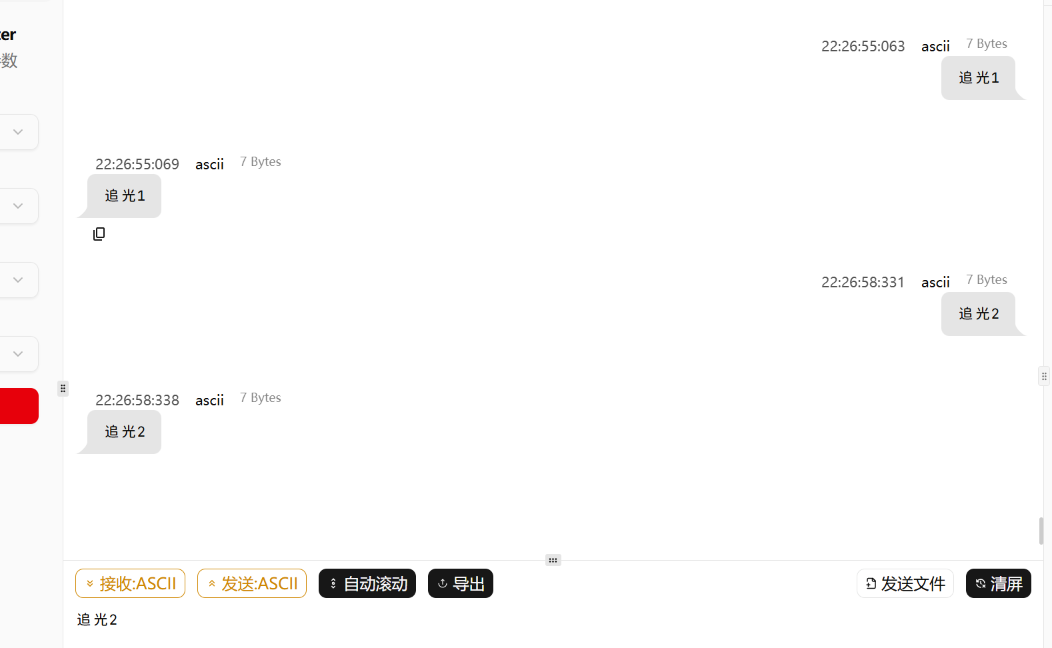 ter
数
22:26:55:063 ascii 7 Bytes
追光1
22:26:55:069 ascii 7 Bytes
追光1
22:26:58:331 ascii 7 Bytes
追光2
22:26:58:338 ascii 7 Bytes
追光2
接收:ASCII 发送:ASCII 自动滚动 导出 发送文件 清屏
追光2